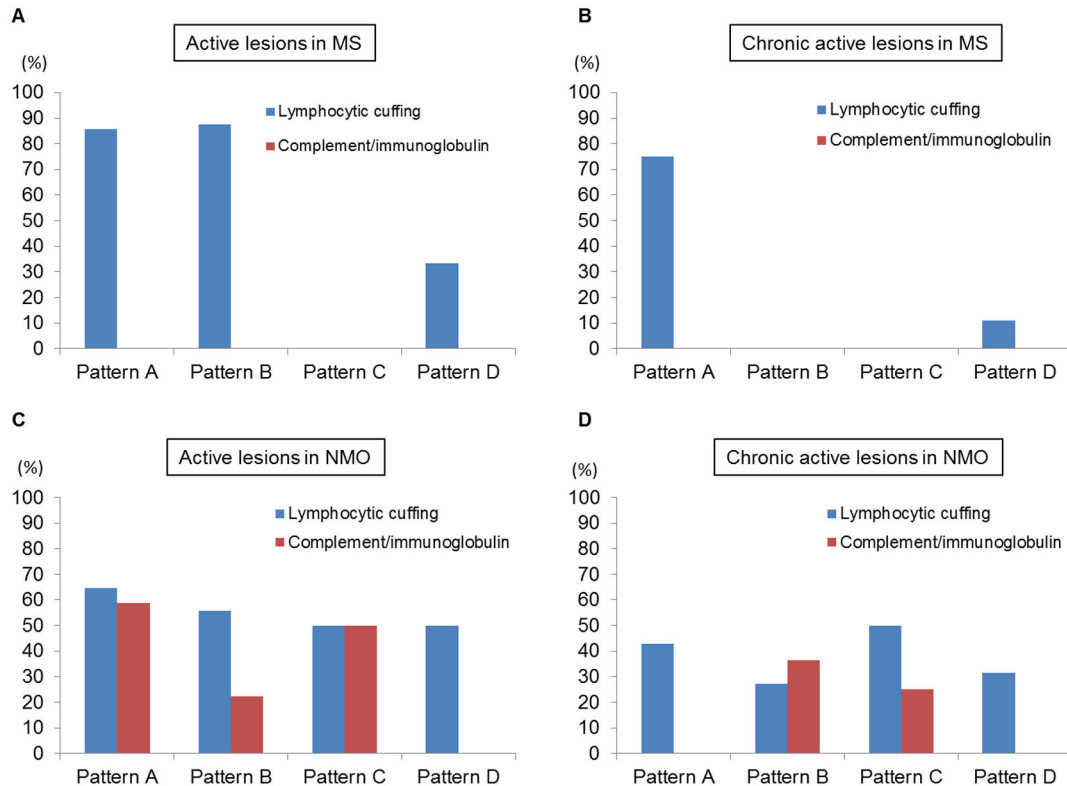 A
Active lesions in MS
(%)
100
90
80
70
60
50
40
30
20
10
0
Lymphocytic cuffing
Complement/immunoglobulin
Pattern A Pattern B Pattern C Pattern D
B
Chronic active lesions in MS
(%)
100
90
80
70
60
50
40
30
20
10
0
Lymphocytic cuffing
Complement/immunoglobulin
Pattern A Pattern B Pattern C Pattern D
C
Active lesions in NMO
(%)
100
90
80
70
60
50
40
30
20
10
0
Lymphocytic cuffing
Complement/immunoglobulin
Pattern A Pattern B Pattern C Pattern D
D
Chronic active lesions in NMO
(%)
100
90
80
70
60
50
40
30
20
10
0
Lymphocytic cuffing
Complement/immunoglobulin
Pattern A Pattern B Pattern C Pattern D